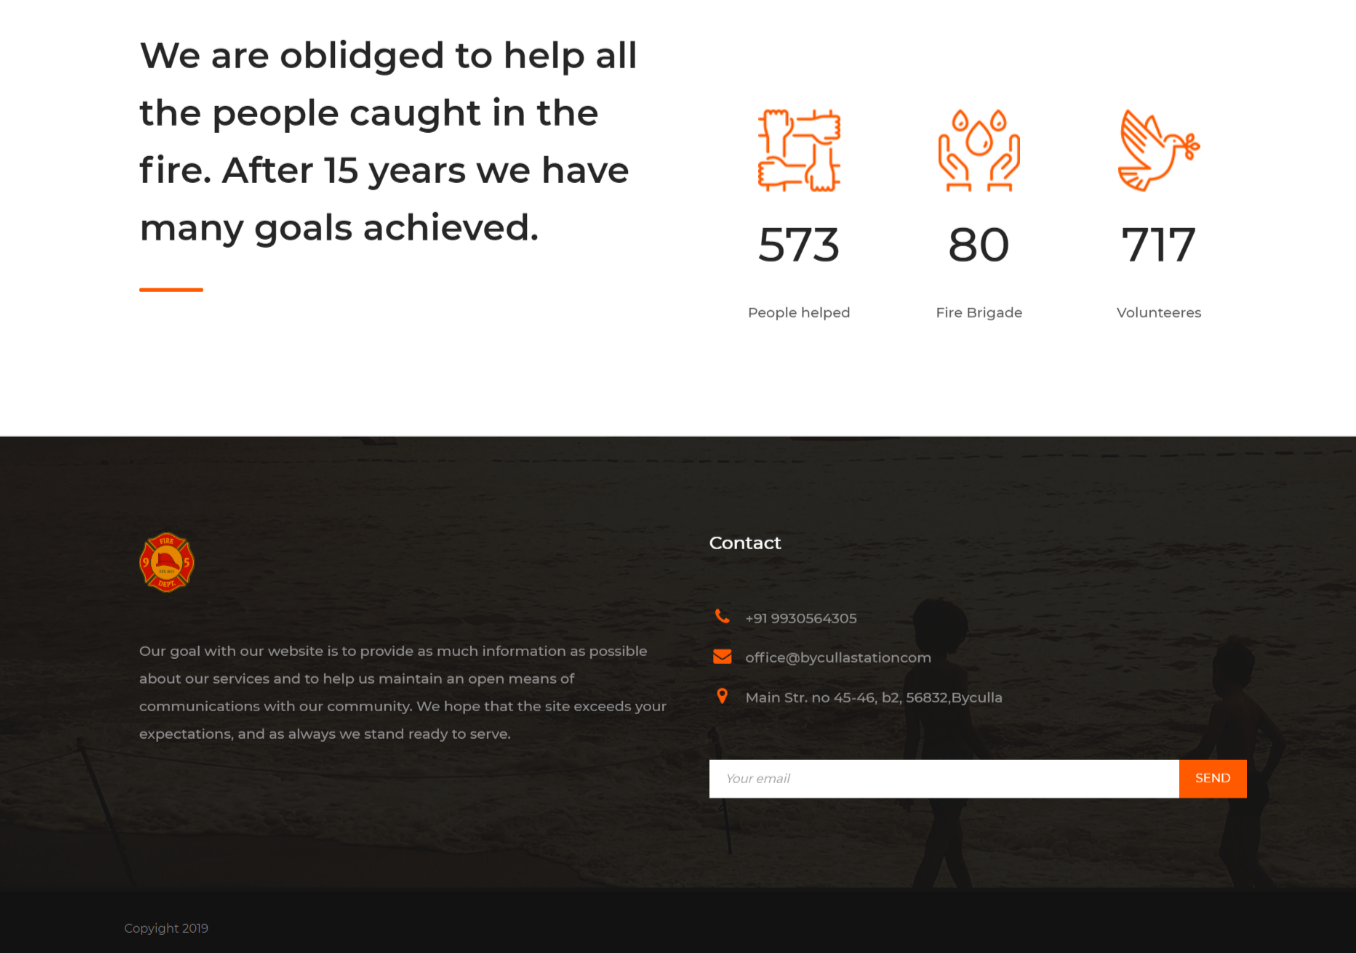 We are oblidged to help all
the people caught in the
fire. After 15 years we have
many goals achieved.
573
80
717
People helped
Fire Brigade
Volunteeres
FIRE
9 5
DEPT.
Our goal with our website is to provide as much information as possible
about our services and to help us maintain an open means of
communications with our community. We hope that the site exceeds your
expectations, and as always we stand ready to serve.
Contact
+91 9930564305
office@bycullastationcom
Main Str. no 45-46, b2, 56832,Byculla
Your email
SEND
Copyight 2019